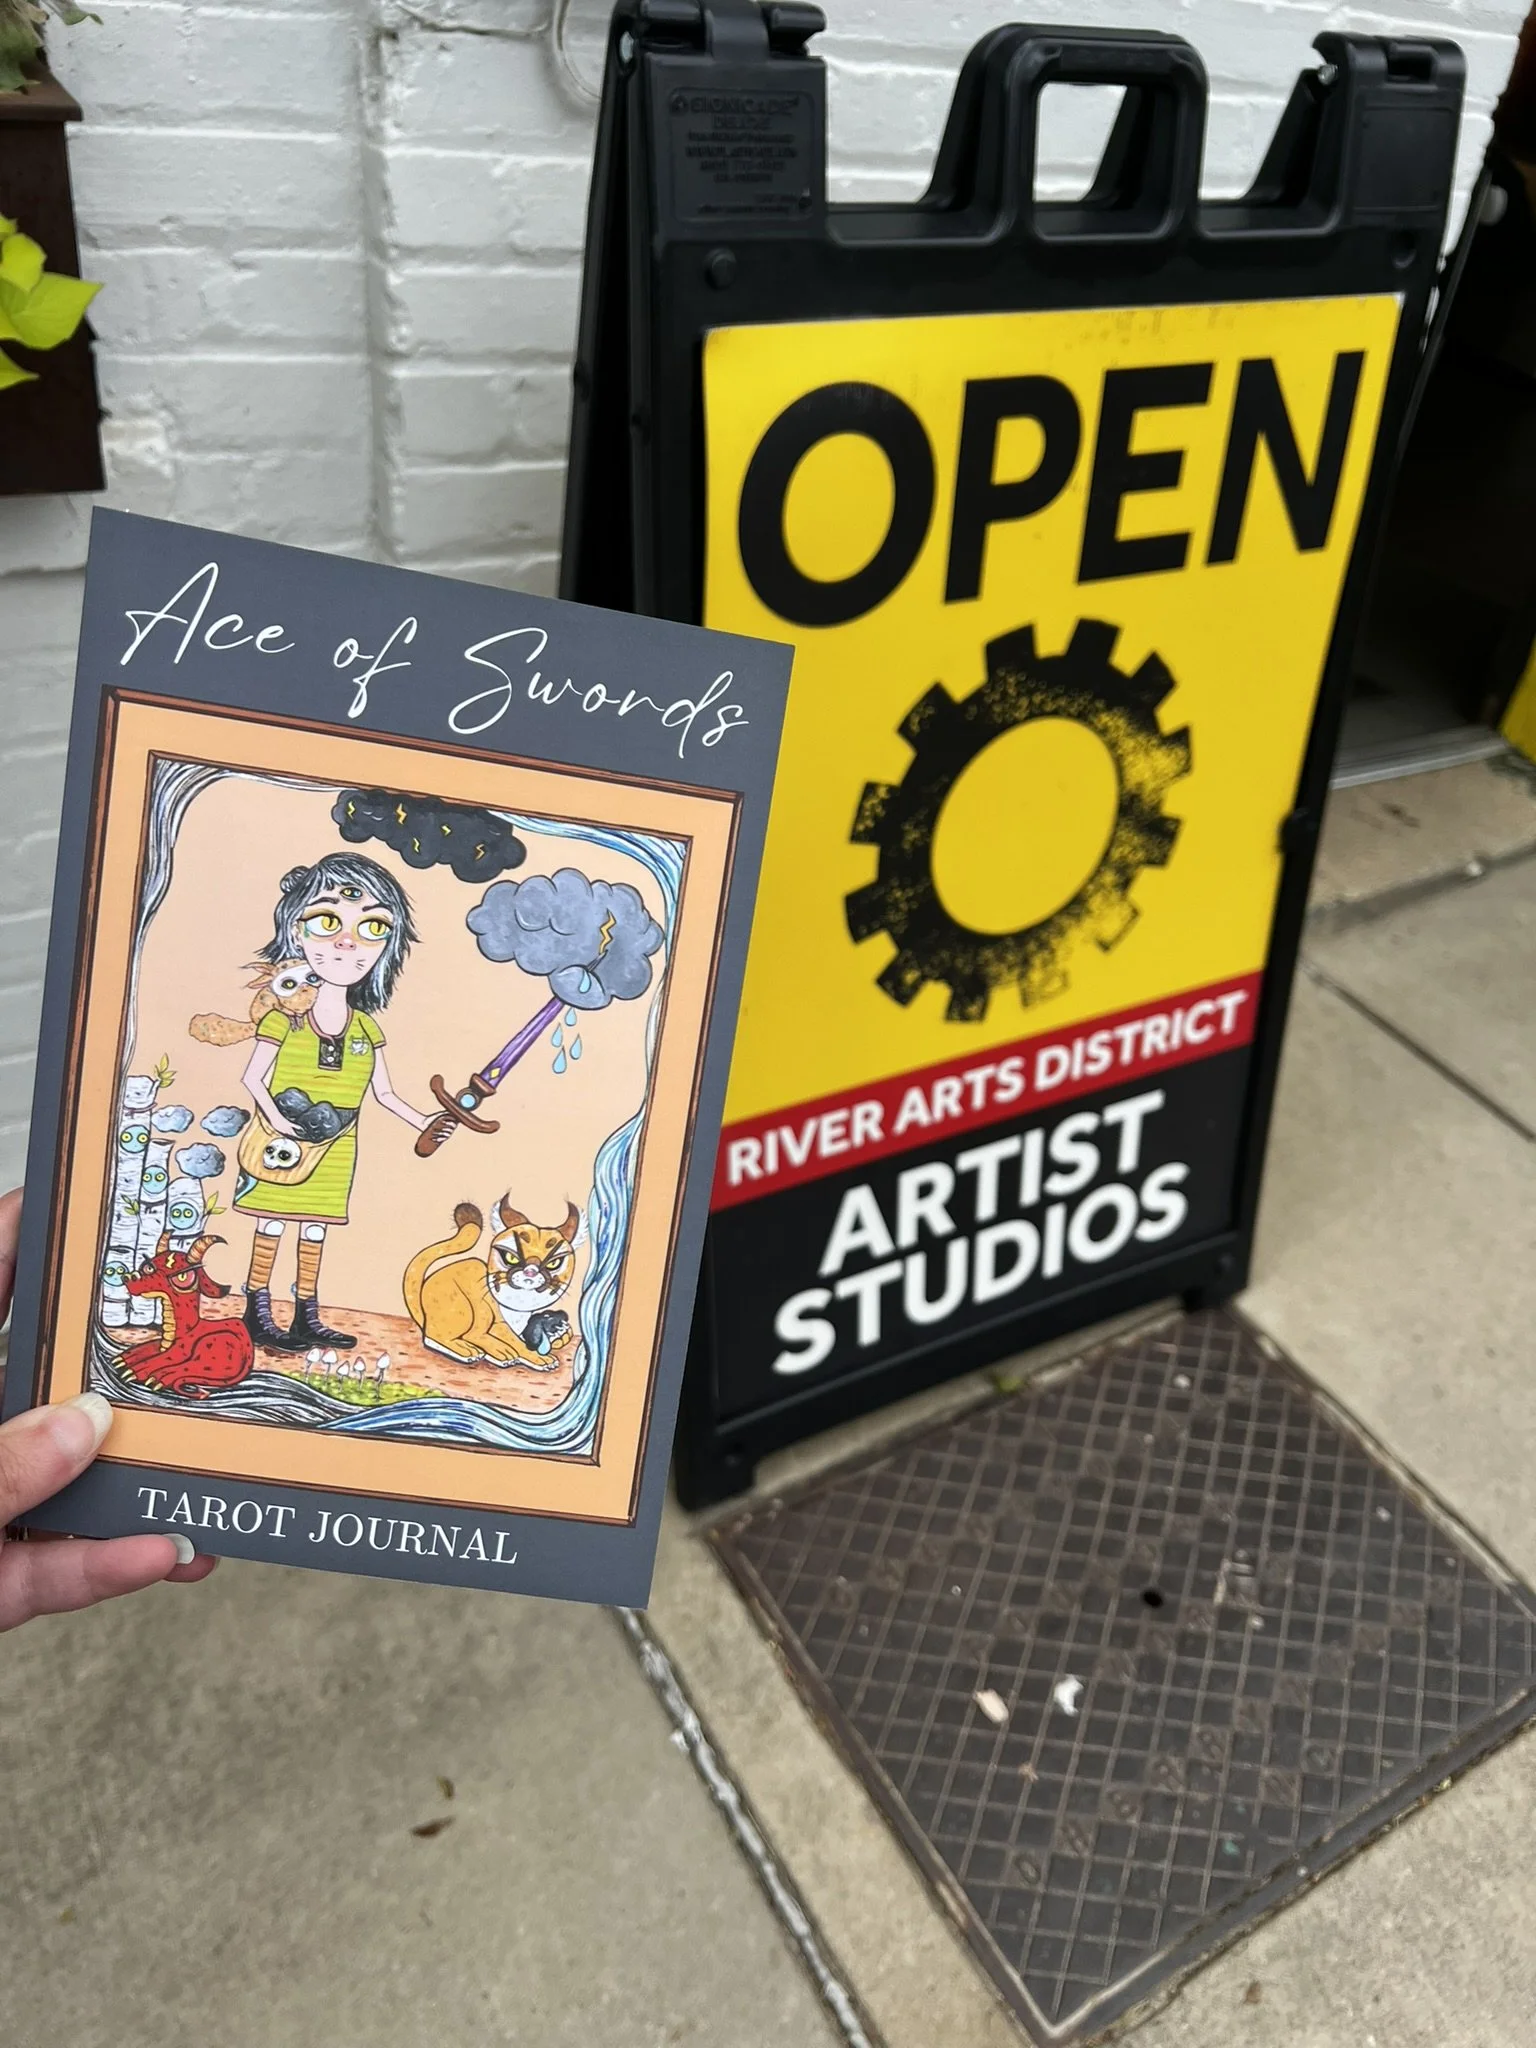 Ace of Swords
TAROT JOURNAL
OPEN
RIVER ARTS DISTRICT
ARTIST
STUDIOS